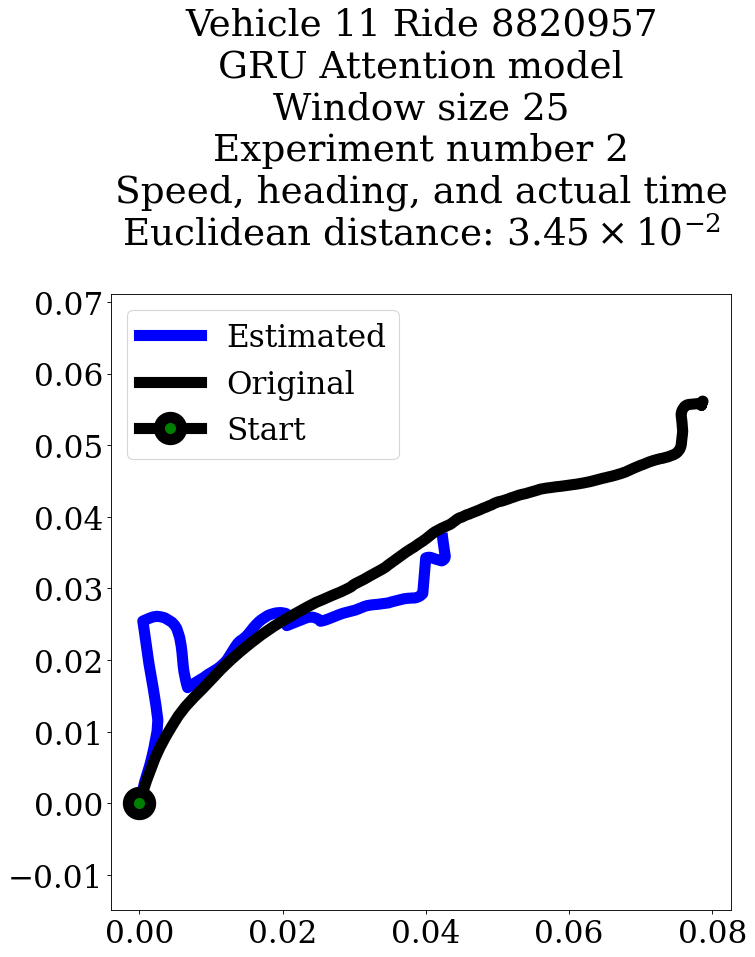 Vehicle 11 Ride 8820957
GRU Attention model
Window size 25
Experiment number 2
Speed, heading, and actual time
Euclidean distance: 3.45 × 10⁻²
0.07
0.06
0.05
0.04
0.03
0.02
0.01
0.00
−0.01
Estimated
Original
Start
0.00 0.02 0.04 0.06 0.08